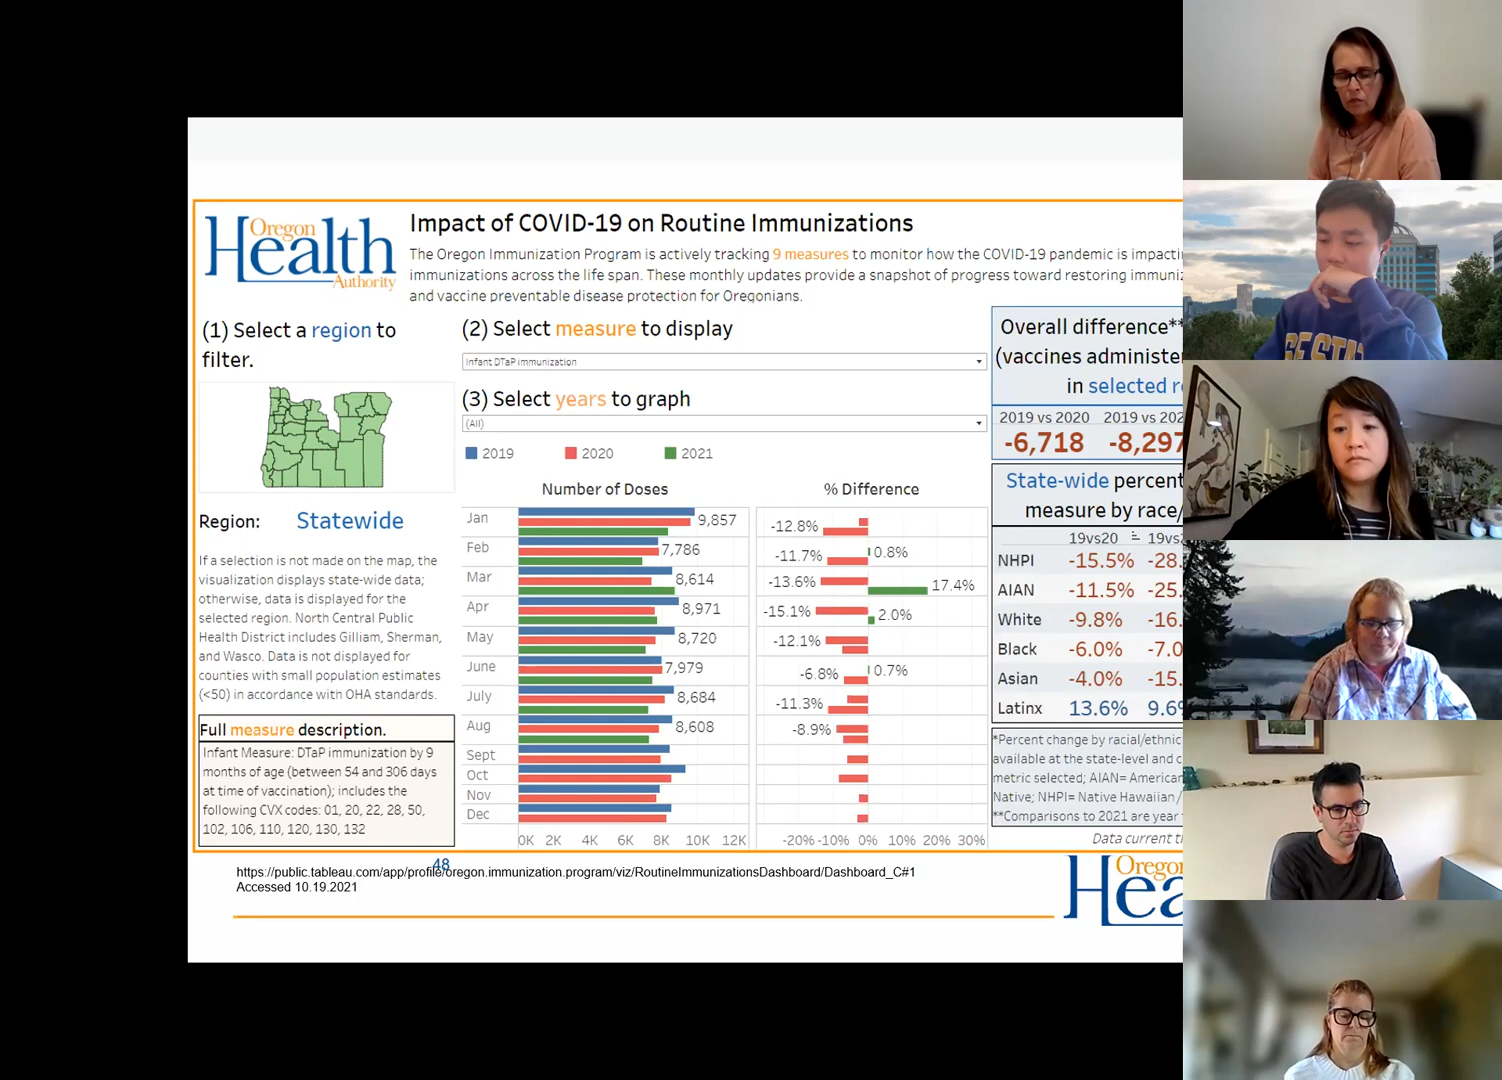 Oregon
Health
Authority
Impact of COVID-19 on Routine Immunizations
The Oregon Immunization Program is actively tracking 9 measures to monitor how the COVID-19 pandemic is impacti
immunizations across the life span. These monthly updates provide a snapshot of progress toward restoring immuni
and vaccine preventable disease protection for Oregonians.
(1) Select a region to
filter.
Region: Statewide
If a selection is not made on the map, the
visualization displays state-wide data;
otherwise, data is displayed for the
selected region. North Central Public
Health District includes Gilliam, Sherman,
and Wasco. Data is not displayed for
counties with small population estimates
(<50) in accordance with OHA standards.
Full measure description.
Infant Measure: DTaP immunization by 9
months of age (between 54 and 306 days
at time of vaccination); includes the
following CVX codes: 01, 20, 22, 28, 50,
102, 106, 110, 120, 130, 132
(2) Select measure to display
Infant DTaP immunization
(3) Select years to graph
(All)
2019 2020 2021
Number of Doses % Difference
Jan 9,857 -12.8%
Feb 7,786 -11.7% 0.8%
Mar 8,614 -13.6% 17.4%
Apr 8,971 -15.1% 2.0%
May 8,720 -12.1%
June 7,979 -6.8% 0.7%
July 8,684 -11.3%
Aug 8,608 -8.9%
Sept
Oct
Nov
Dec
0K 2K 4K 6K 8K 10K 12K -20% -10% 0% 10% 20% 30%
Overall difference**
(vaccines administe
in selected r
2019 vs 2020 2019 vs 202
-6,718 -8,297
State-wide percent
measure by race/
19vs20 19vs2
NHPI -15.5% -28.
AIAN -11.5% -25.
White -9.8% -16.
Black -6.0% -7.0
Asian -4.0% -15.
Latinx 13.6% 9.6%
*Percent change by racial/ethnic
available at the state-level and c
metric selected; AIAN= American
Native; NHPI= Native Hawaiian/
**Comparisons to 2021 are year
Data current t
48
https://public.tableau.com/app/profile/oregon.immunization.program/viz/RoutineImmunizationsDashboard/Dashboard_C#1
Accessed 10.19.2021
Orego
Hea